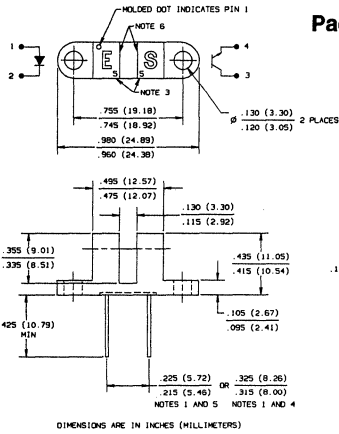 MOLDED DOT INDICATES PIN 1
NOTE 6
Pa
1
2
E
S
S
S
4
3
NOTE 3
.755 (19.18)
.745 (18.92)
.980 (24.89)
.960 (24.38)
Ø .130 (3.30)
.120 (3.05) 2 PLACES
.495 (12.57)
.475 (12.07)
.130 (3.30)
.115 (2.92)
.355 (9.01)
.335 (8.51)
.435 (11.05)
.415 (10.54)
.1
.105 (2.67)
.095 (2.41)
425 (10.79)
MIN
.225 (5.72) OR .325 (8.26)
.215 (5.46) .315 (8.00)
NOTES 1 AND 5 NOTES 1 AND 4
DIMENSIONS ARE IN INCHES (MILLIMETERS)